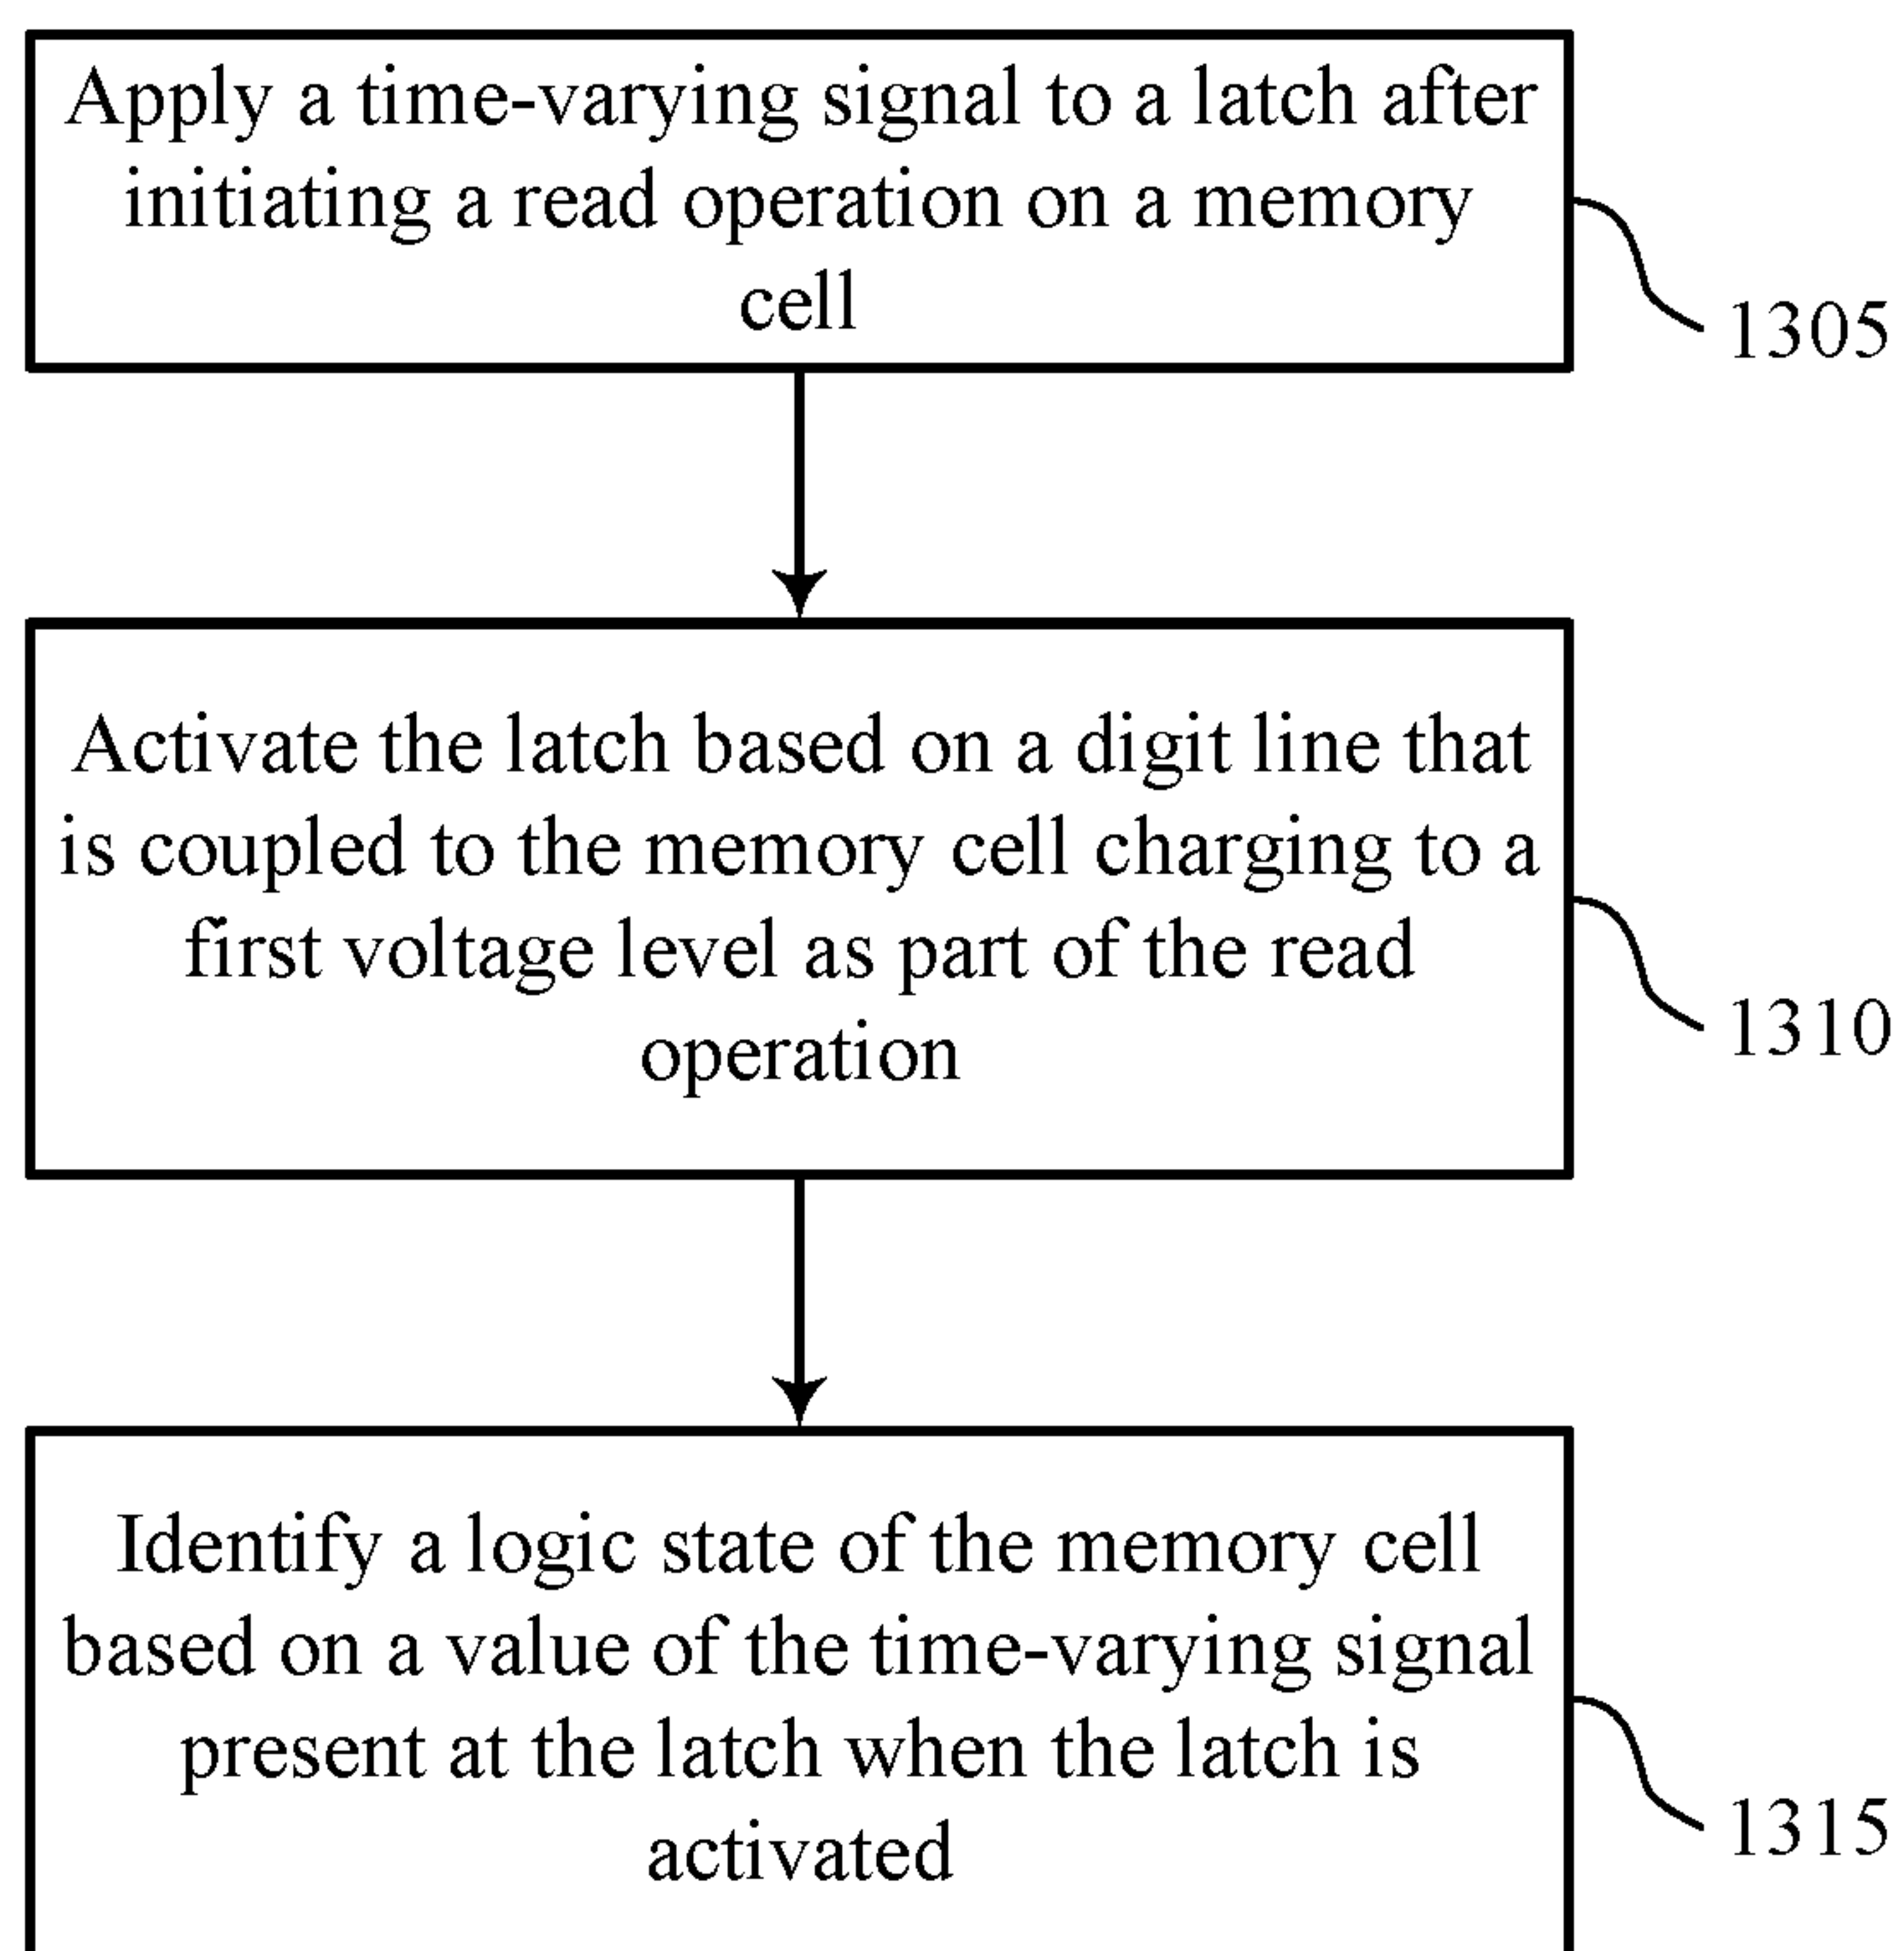 Apply a time-varying signal to a latch after
initiating a read operation on a memory
cell
1305
Activate the latch based on a digit line that
is coupled to the memory cell charging to a
first voltage level as part of the read
operation
1310
Identify a logic state of the memory cell
based on a value of the time-varying signal
present at the latch when the latch is
activated
1315